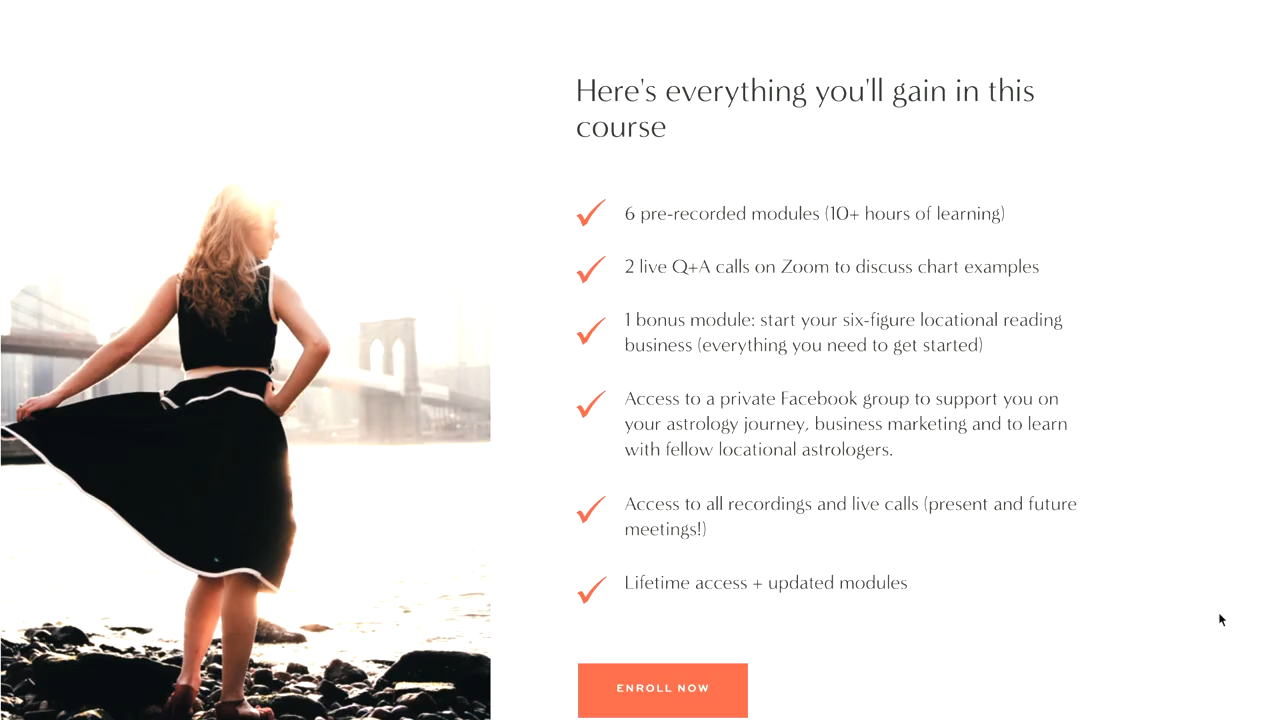 Here's everything you'll gain in this
course
6 pre-recorded modules (10+ hours of learning)
2 live Q+A calls on Zoom to discuss chart examples
1 bonus module: start your six-figure locational reading
business (everything you need to get started)
Access to a private Facebook group to support you on
your astrology journey, business marketing and to learn
with fellow locational astrologers.
Access to all recordings and live calls (present and future
meetings!)
Lifetime access + updated modules
ENROLL NOW